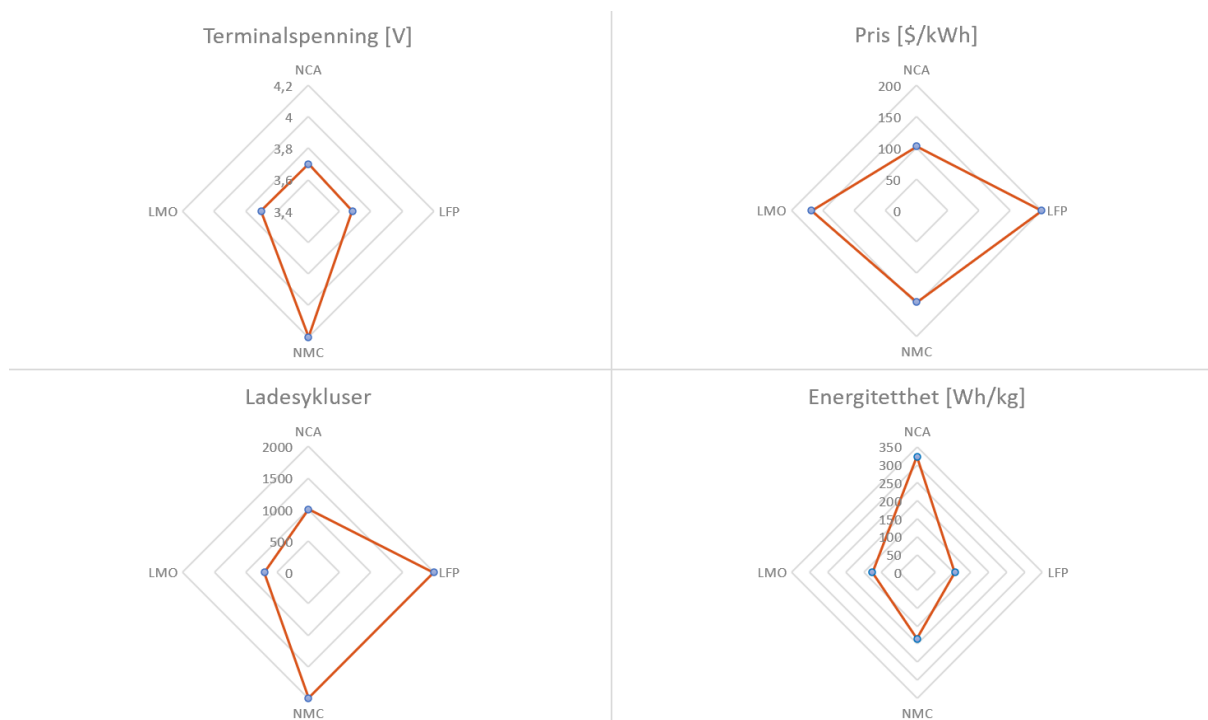 Terminalspenning [V]
NCA
4,2
4
3,8
3,6
3,4
LMO
LFP
NMC
Pris [$/kWh]
NCA
200
150
100
50
0
LMO
LFP
NMC
Ladesykluser
NCA
2000
1500
1000
500
0
LMO
LFP
NMC
Energitetthet [Wh/kg]
NCA
350
300
250
200
150
100
50
0
LMO
LFP
NMC